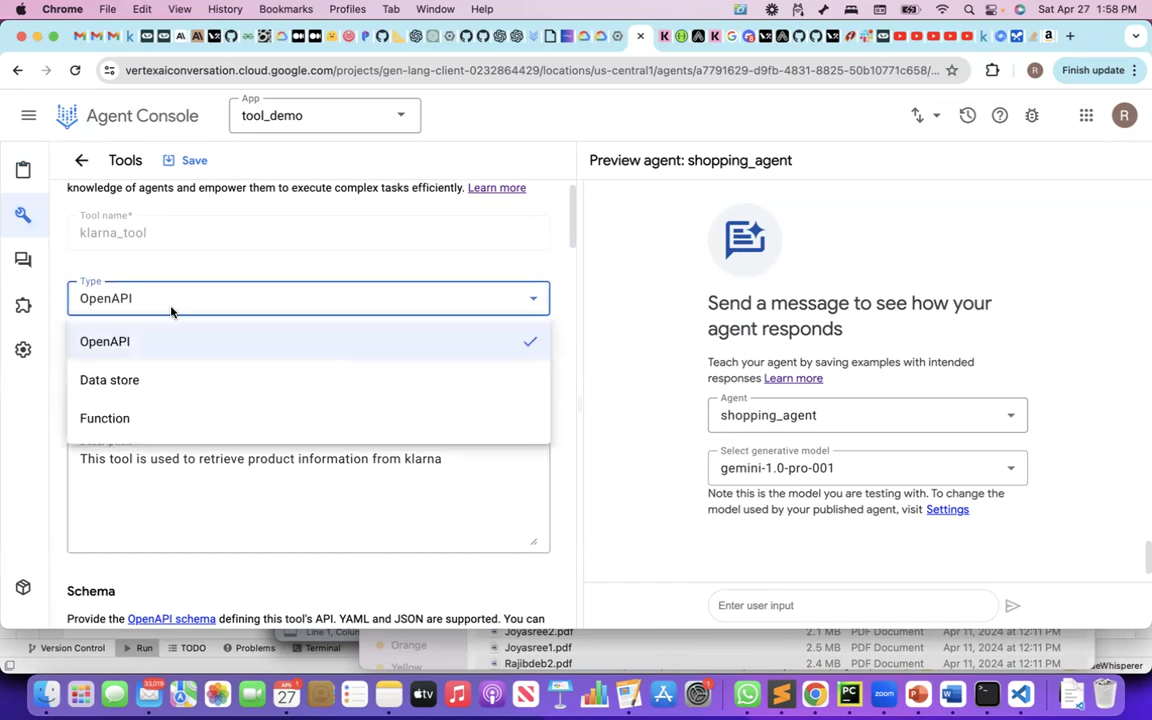 Chrome File Edit View History Bookmarks Profiles Tab Window Help Sat Apr 27 1:58 PM
vertexaiconversation.cloud.google.com/projects/gen-lang-client-0232864429/locations/us-central1/agents/a7791629-d9fb-4831-8825-50b10771c658/... R Finish update
Agent Console
App
tool_demo
R
Tools
Save
knowledge of agents and empower them to execute complex tasks efficiently. Learn more
Tool name*
klarna_tool
Type
OpenAPI
OpenAPI
Data store
Function
This tool is used to retrieve product information from klarna
Schema
Provide the OpenAPI schema defining this tool's API. YAML and JSON are supported. You can
Preview agent: shopping_agent
Send a message to see how your
agent responds
Teach your agent by saving examples with intended
responses Learn more
Agent
shopping_agent
Select generative model
gemini-1.0-pro-001
Note this is the model you are testing with. To change the
model used by your published agent, visit Settings
Enter user input
Joyasree2.pdf 2.1 MB PDF Document Apr 11, 2024 at 12:11 PM
Version Control Run TODO Problems Terminal Orange Joyasree1.pdf 2.5 MB PDF Document Apr 11, 2024 at 12:11 PM
Yellow Rajibdeb2.pdf 2.4 MB PDF Document Apr 11, 2024 at 12:11 PM
33,019
APR
27
zoom